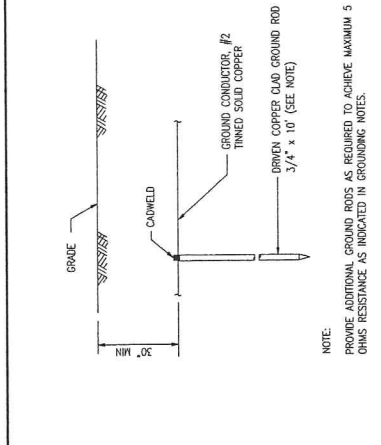 GRADE
CADWELD
30" MIN
GROUND CONDUCTOR, #2
TINNED SOLID COPPER
DRIVEN COPPER CLAD GROUND ROD
3/4" x 10' (SEE NOTE)
NOTE:
PROVIDE ADDITIONAL GROUND RODS AS REQUIRED TO ACHIEVE MAXIMUM 5
OHMS RESISTANCE AS INDICATED IN GROUNDING NOTES.